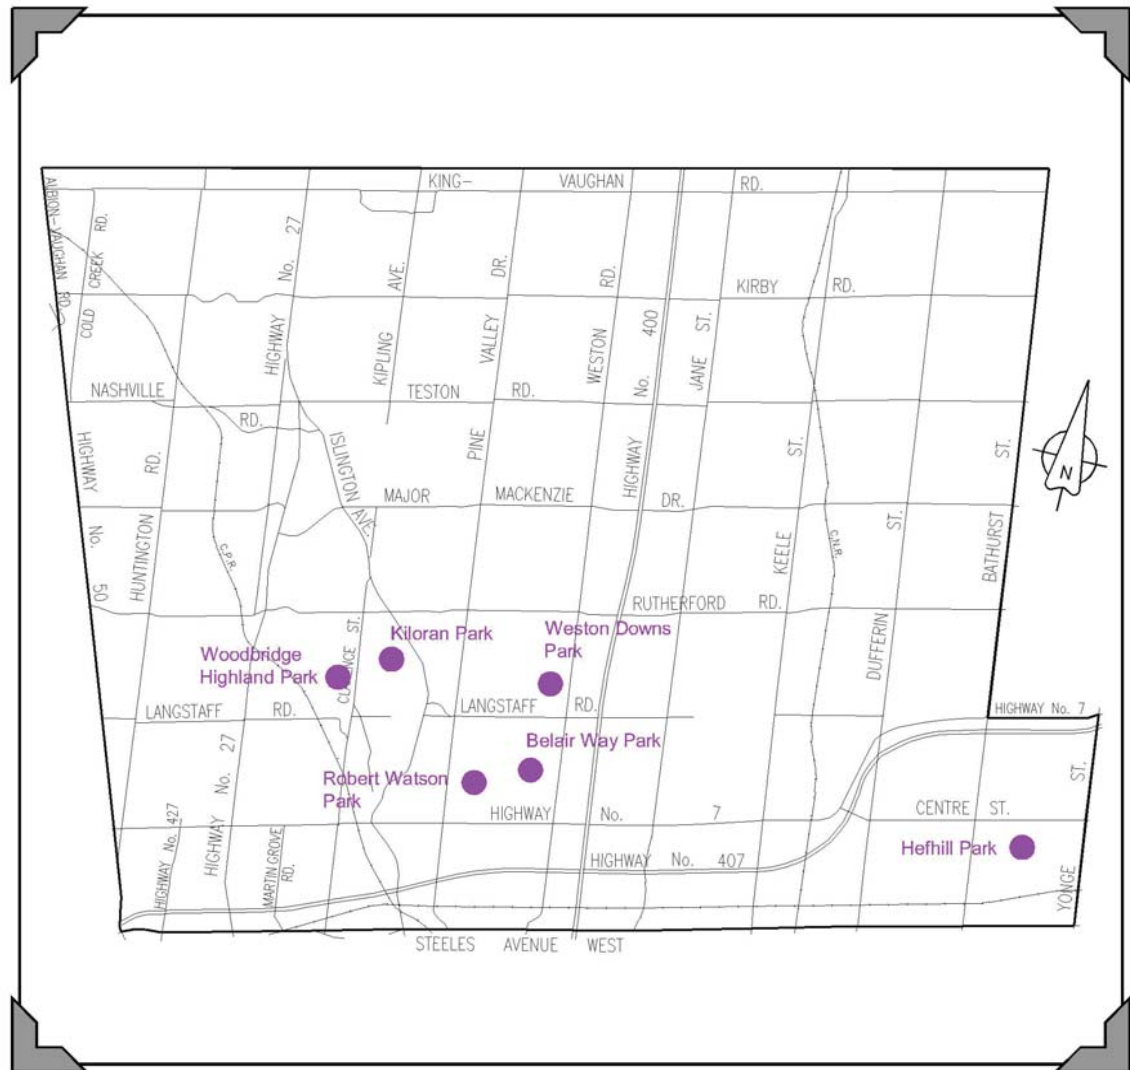 KING- VAUGHAN RD.
ALBION-VAUGHAN RD.
COLD CREEK RD.
HIGHWAY No. 27
KIPLING AVE.
PINE VALLEY DR.
WESTON RD.
HIGHWAY No. 400
JANE ST.
KIRBY RD.
NASHVILLE RD.
TESTON RD.
HIGHWAY No. 50
HUNTINGTON RD.
ISLINGTON AVE.
MAJOR MACKENZIE DR.
KEELE ST.
C.N.R.
DUFFERIN ST.
BATHURST ST.
N
C.P.R.
RUTHERFORD RD.
CLARENCE ST.
Kiloran Park
Weston Downs
Park
Woodbridge
Highland Park
LANGSTAFF RD.
LANGSTAFF RD.
HIGHWAY No. 7
Belair Way Park
Robert Watson
Park
HIGHWAY No. 27
HIGHWAY No. 7
CENTRE ST.
HIGHWAY No. 427
MARTIN GROVE
RD.
HIGHWAY No. 407
Hefhill Park
YONGE ST.
STEELES AVENUE WEST